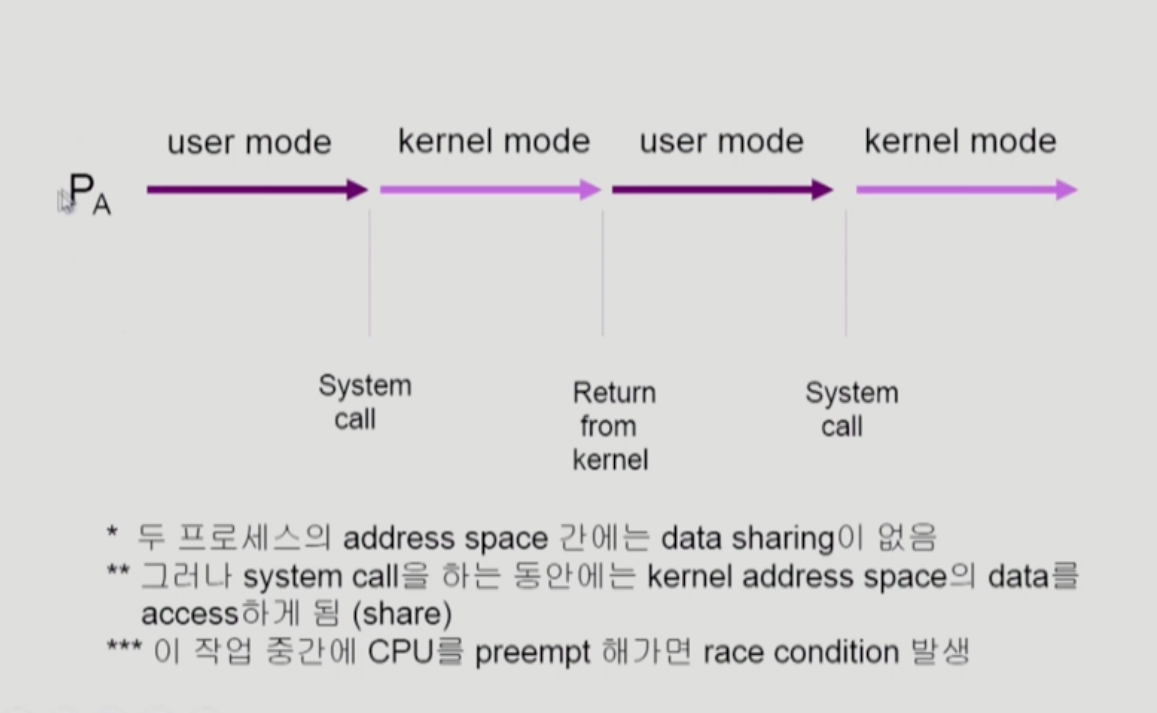 user mode kernel mode user mode kernel mode
PA
System call
Return from kernel
System call
* 두 프로세스의 address space 간에는 data sharing이 없음
** 그러나 system call을 하는 동안에는 kernel address space의 data를
access하게 됨 (share)
*** 이 작업 중간에 CPU를 preempt 해가면 race condition 발생